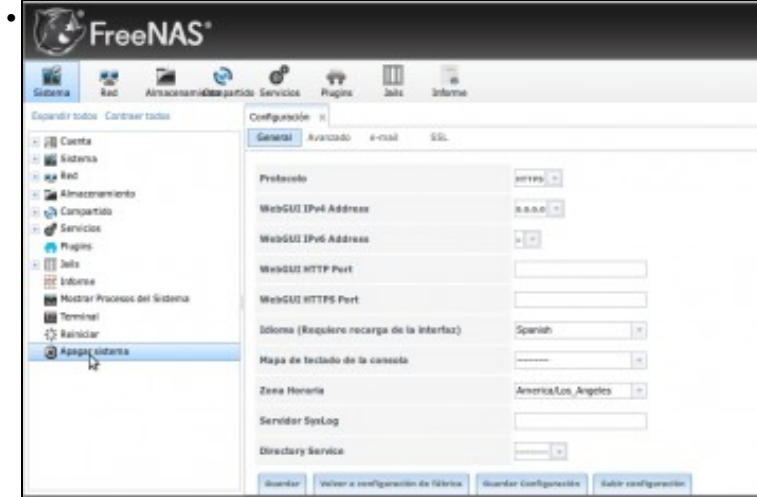 FreeNAS®
Sistema Red Almacenamiento Compartido Servicios Plugins Jails Informe
Expandir todos Contraer todos
Configuración
General Avanzado e-mail SSL
Cuenta
Sistema
Red
Almacenamiento
Compartido
Servicios
Plugins
Jails
Informe
Mostrar Procesos del Sistema
Terminal
Reiniciar
Apagar sistema
Protocolo HTTPS
WebGUI IPv4 Address 0.0.0.0
WebGUI IPv6 Address
WebGUI HTTP Port
WebGUI HTTPS Port
Idioma (Requiere recarga de la interfaz) Spanish
Mapa de teclado de la consola ---------
Zona Horaria America/Los_Angeles
Servidor SysLog
Directory Service ---------
Guardar Volver a configuración de fábrica Guardar Configuración Subir configuración